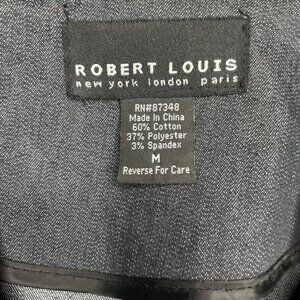 ROBERT LOUIS
new york london paris
RN#87348
Made In China
60% Cotton
37% Polyester
3% Spandex
M
Reverse For Care